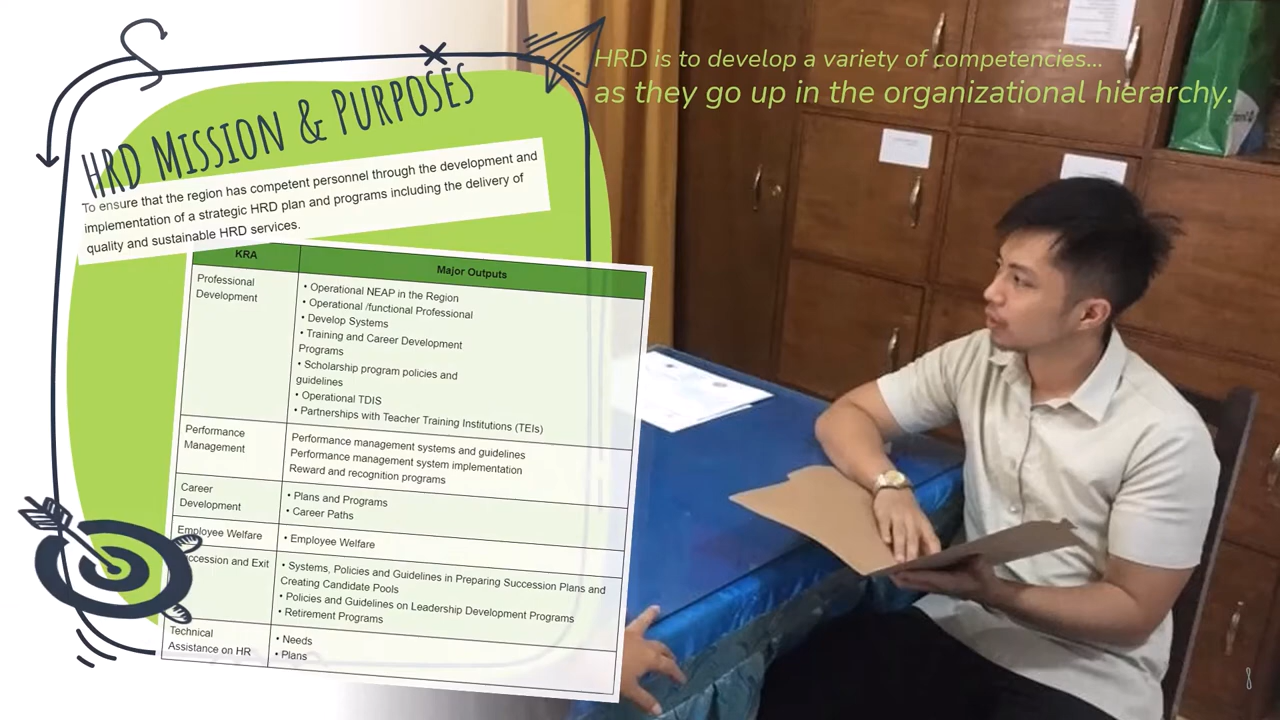 HRD is to develop a variety of competencies...
as they go up in the organizational hierarchy.
HRD MISSION & PURPOSES
To ensure that the region has competent personnel through the development and
implementation of a strategic HRD plan and programs including the delivery of
quality and sustainable HRD services.
KRA Major Outputs
Professional
Development
• Operational NEAP in the Region
• Operational /functional Professional
• Develop Systems
• Training and Career Development
Programs
• Scholarship program policies and
guidelines
• Operational TDIS
• Partnerships with Teacher Training Institutions (TEIs)
Performance
Management
Performance management systems and guidelines
Performance management system implementation
Reward and recognition programs
Career
Development
• Plans and Programs
• Career Paths
Employee Welfare
• Employee Welfare
ccession and Exit
• Systems, Policies and Guidelines in Preparing Succession Plans and
Creating Candidate Pools
• Policies and Guidelines on Leadership Development Programs
• Retirement Programs
Technical
Assistance on HR
• Needs
• Plans
8